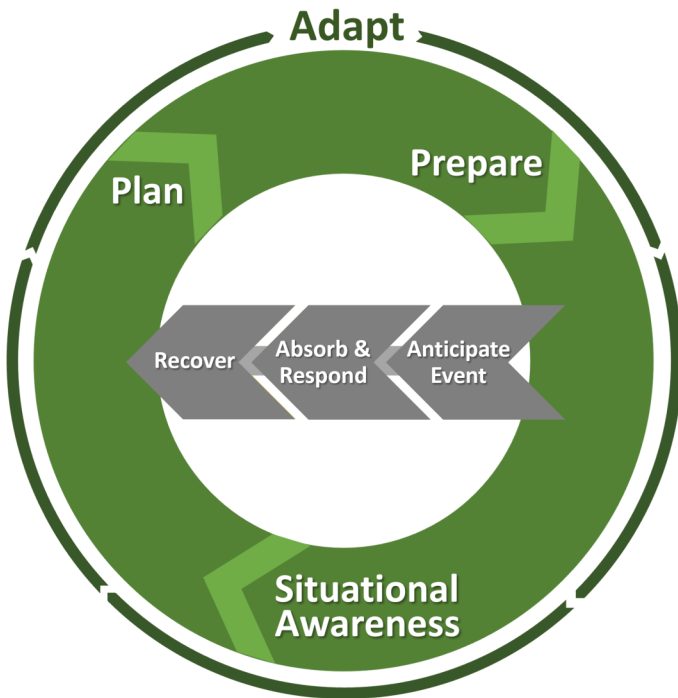 Adapt
Plan
Prepare
Recover
Absorb &
Respond
Anticipate
Event
Situational
Awareness